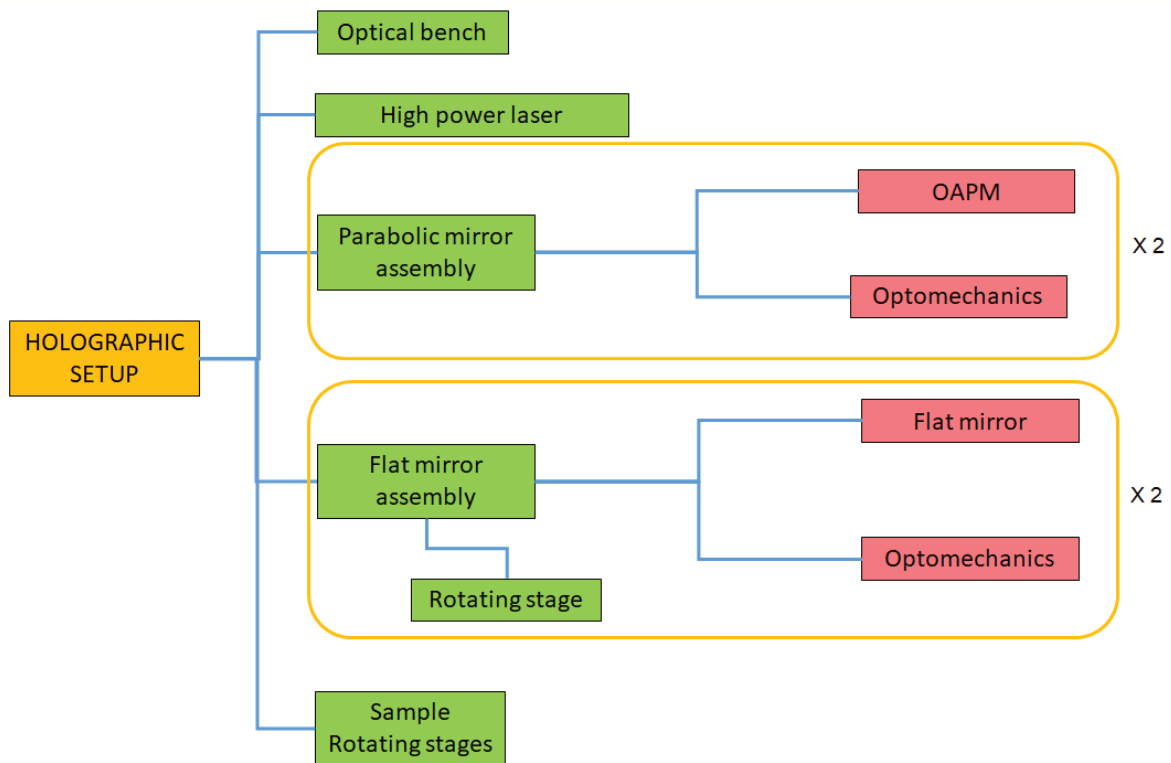 Optical bench
High power laser
OAPM
Parabolic mirror
assembly
X 2
Optomechanics
HOLOGRAPHIC
SETUP
Flat mirror
Flat mirror
assembly
X 2
Optomechanics
Rotating stage
Sample
Rotating stages